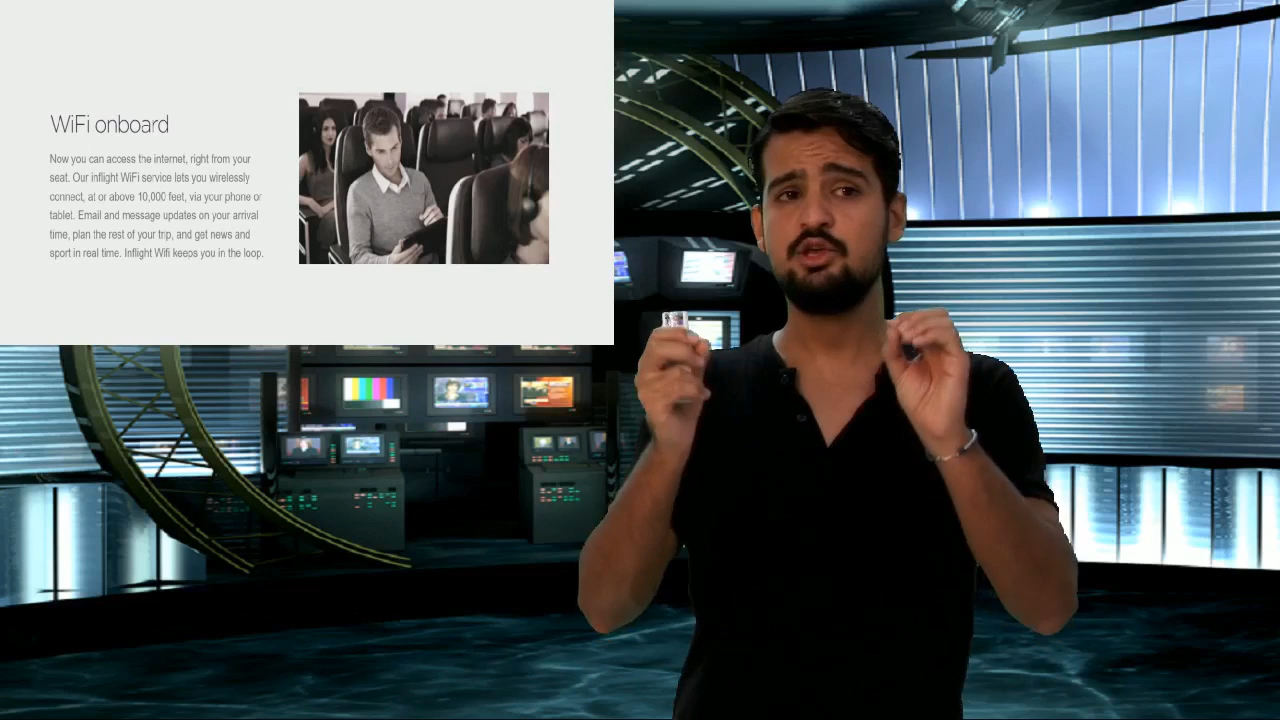 WiFi onboard
Now you can access the internet, right from your
seat. Our inflight WiFi service lets you wirelessly
connect, at or above 10,000 feet, via your phone or
tablet. Email and message updates on your arrival
time, plan the rest of your trip, and get news and
sport in real time. Inflight Wifi keeps you in the loop.